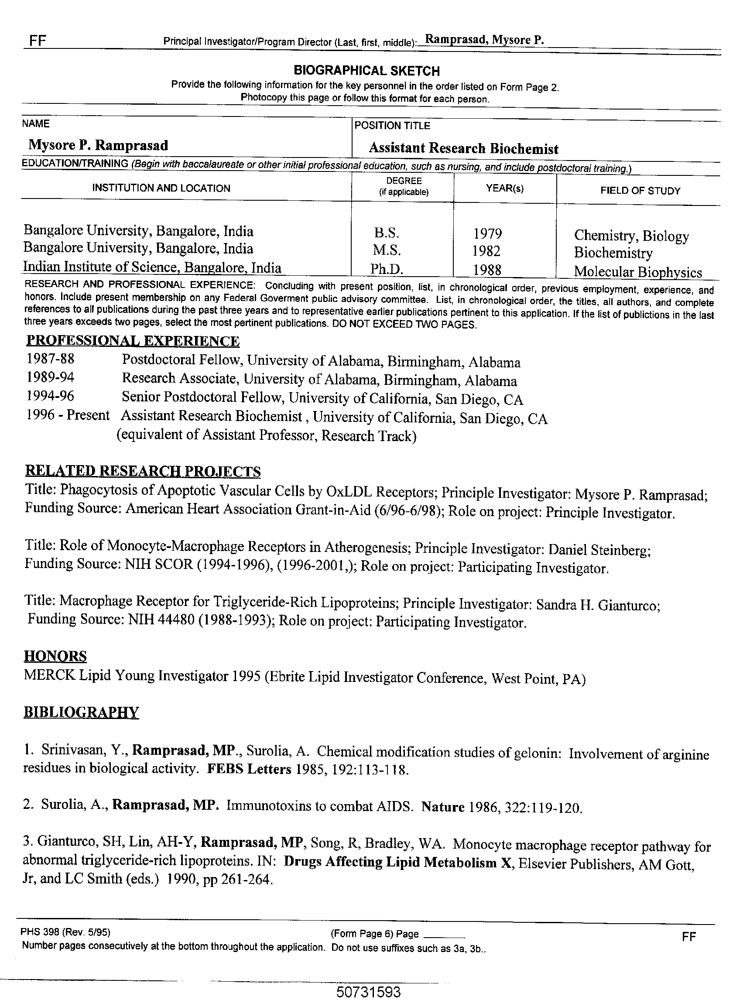 FF Principal Investigator/Program Director (Last, first, middle): Ramprasad, Mysore P.
BIOGRAPHICAL SKETCH
Provide the following information for the key personnel in the order listed on Form Page 2.
Photocopy this page or follow this format for each person.
NAME POSITION TITLE
Mysore P. Ramprasad Assistant Research Biochemist
EDUCATION/TRAINING (Begin with baccalaureate or other initial professional education, such as nursing, and include postdoctoral training.)
INSTITUTION AND LOCATION DEGREE (if applicable) YEAR(s) FIELD OF STUDY
Bangalore University, Bangalore, India B.S. 1979 Chemistry, Biology
Bangalore University, Bangalore, India M.S. 1982 Biochemistry
Indian Institute of Science, Bangalore, India Ph.D. 1988 Molecular Biophysics
RESEARCH AND PROFESSIONAL EXPERIENCE: Concluding with present position, list, in chronological order, previous employment, experience, and
honors. Include present membership on any Federal Goverment public advisory committee. List, in chronological order, the titles, all authors, and complete
references to all publications during the past three years and to representative earlier publications pertinent to this application. If the list of publictions in the last
three years exceeds two pages, select the most pertinent publications. DO NOT EXCEED TWO PAGES.
PROFESSIONAL EXPERIENCE
1987-88 Postdoctoral Fellow, University of Alabama, Birmingham, Alabama
1989-94 Research Associate, University of Alabama, Birmingham, Alabama
1994-96 Senior Postdoctoral Fellow, University of California, San Diego, CA
1996 - Present Assistant Research Biochemist , University of California, San Diego, CA
(equivalent of Assistant Professor, Research Track)
RELATED RESEARCH PROJECTS
Title: Phagocytosis of Apoptotic Vascular Cells by OxLDL Receptors; Principle Investigator: Mysore P. Ramprasad;
Funding Source: American Heart Association Grant-in-Aid (6/96-6/98); Role on project: Principle Investigator.
Title: Role of Monocyte-Macrophage Receptors in Atherogenesis; Principle Investigator: Daniel Steinberg;
Funding Source: NIH SCOR (1994-1996), (1996-2001,); Role on project: Participating Investigator.
Title: Macrophage Receptor for Triglyceride-Rich Lipoproteins; Principle Investigator: Sandra H. Gianturco;
Funding Source: NIH 44480 (1988-1993); Role on project: Participating Investigator.
HONORS
MERCK Lipid Young Investigator 1995 (Ebrite Lipid Investigator Conference, West Point, PA)
BIBLIOGRAPHY
1. Srinivasan, Y., Ramprasad, MP., Surolia, A. Chemical modification studies of gelonin: Involvement of arginine
residues in biological activity. FEBS Letters 1985, 192:113-118.
2. Surolia, A., Ramprasad, MP. Immunotoxins to combat AIDS. Nature 1986, 322:119-120.
3. Gianturco, SH, Lin, AH-Y, Ramprasad, MP, Song, R, Bradley, WA. Monocyte macrophage receptor pathway for
abnormal triglyceride-rich lipoproteins. IN: Drugs Affecting Lipid Metabolism X, Elsevier Publishers, AM Gott,
Jr, and LC Smith (eds.) 1990, pp 261-264.
PHS 398 (Rev. 5/95) (Form Page 6) Page ______ FF
Number pages consecutively at the bottom throughout the application. Do not use suffixes such as 3a, 3b..
50731593